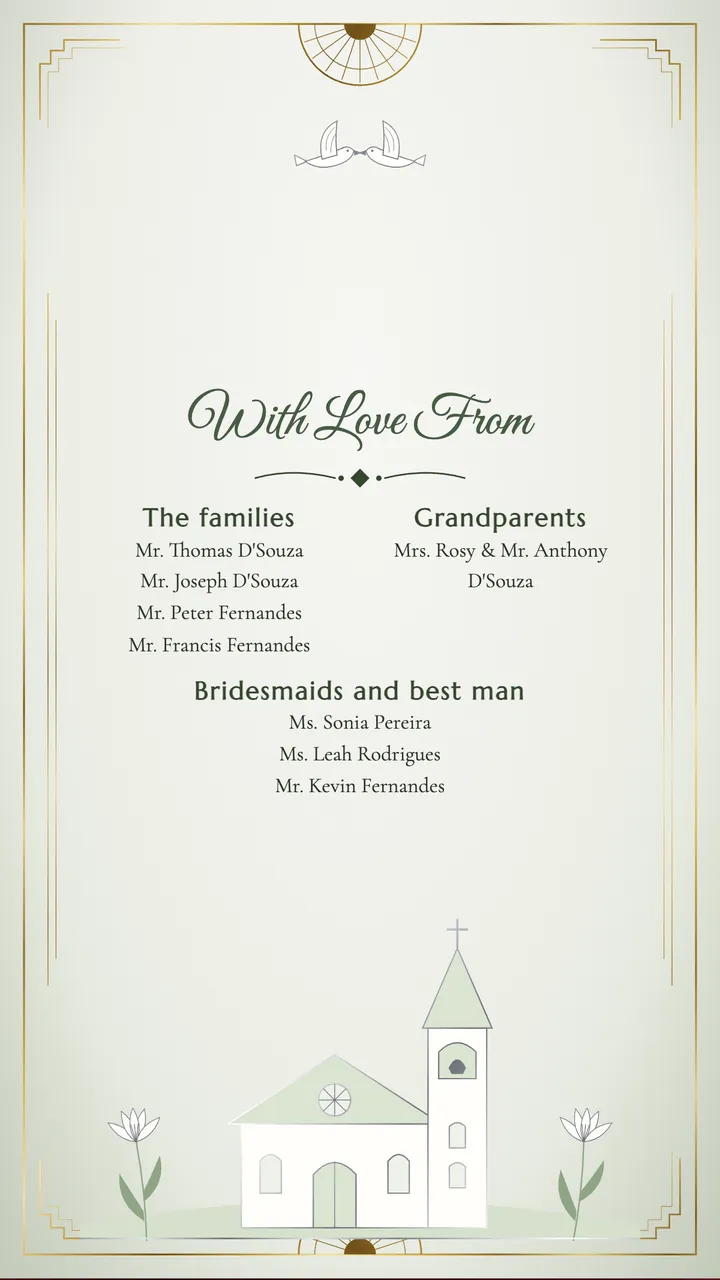 With Love From
The families
Mr. Thomas D'Souza
Mr. Joseph D'Souza
Mr. Peter Fernandes
Mr. Francis Fernandes
Grandparents
Mrs. Rosy & Mr. Anthony
D'Souza
Bridesmaids and best man
Ms. Sonia Pereira
Ms. Leah Rodrigues
Mr. Kevin Fernandes